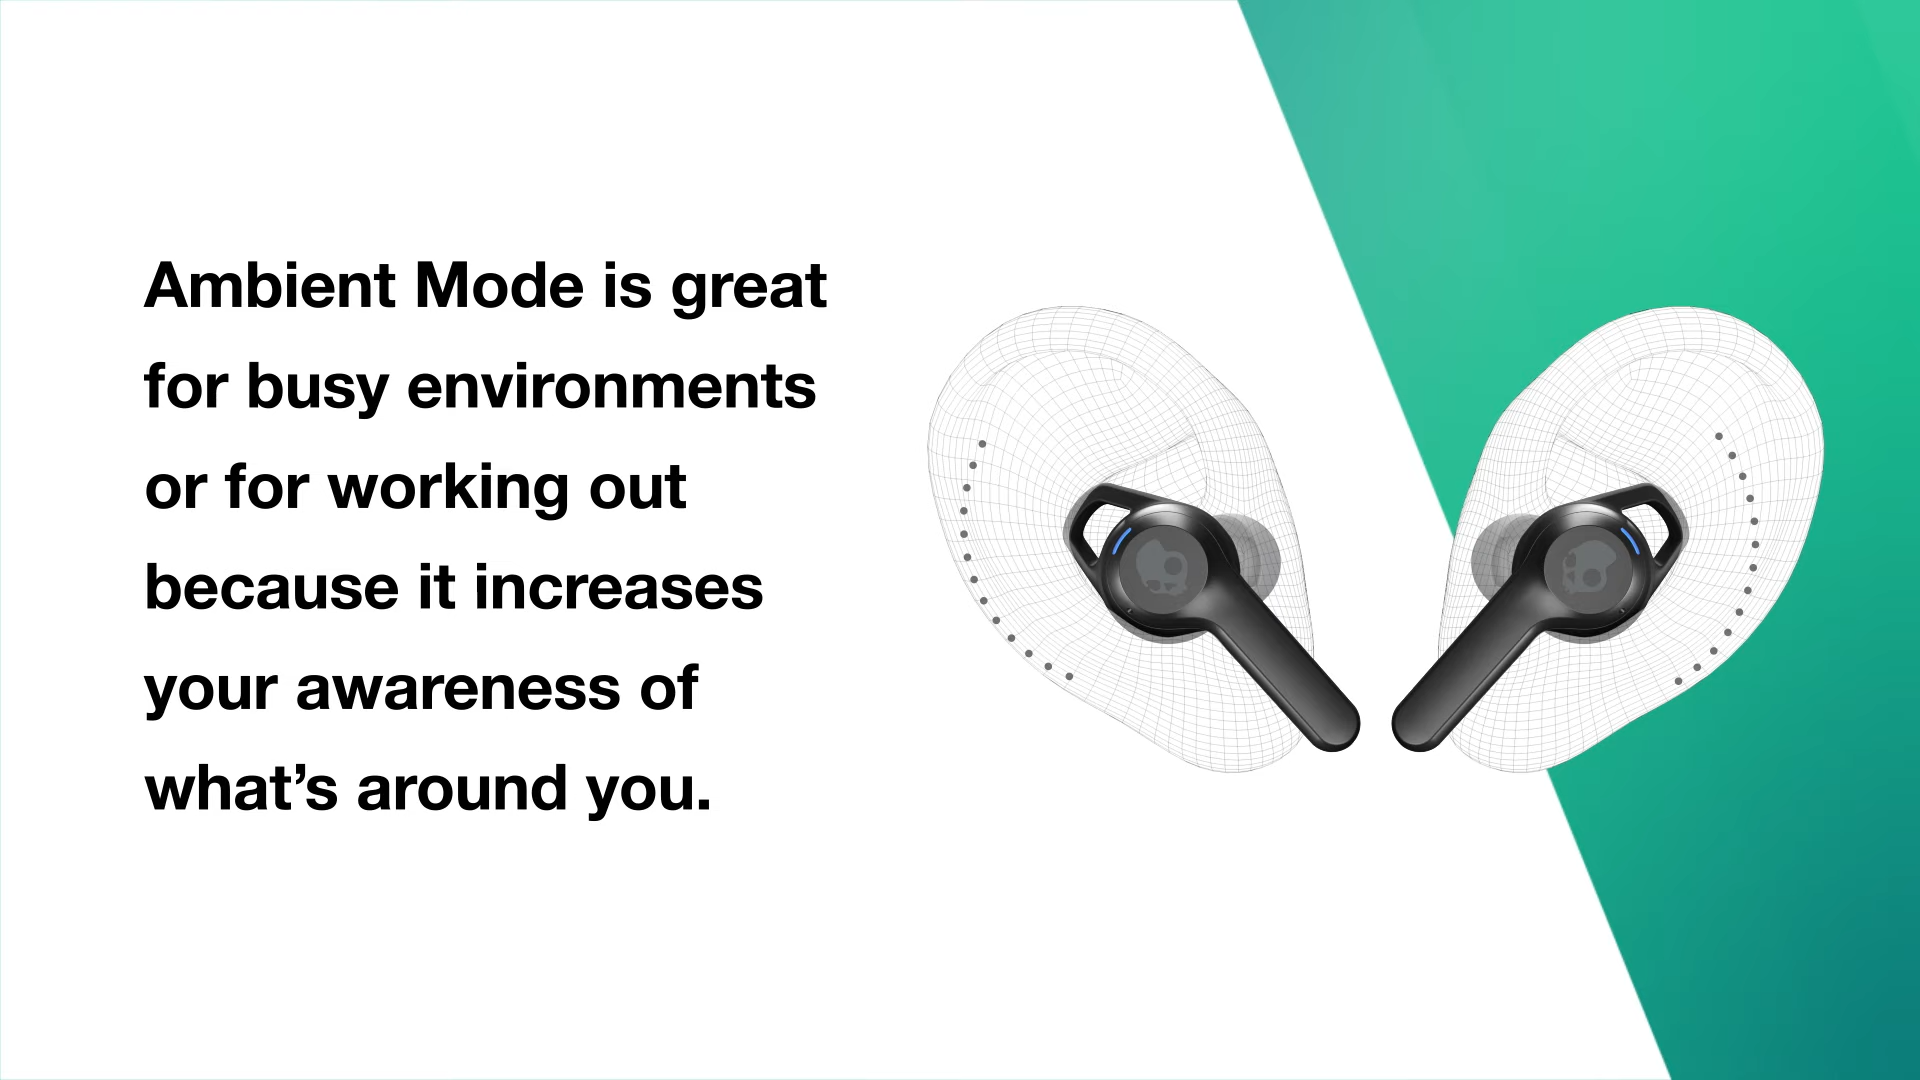 Ambient Mode is great
for busy environments
or for working out
because it increases
your awareness of
what’s around you.